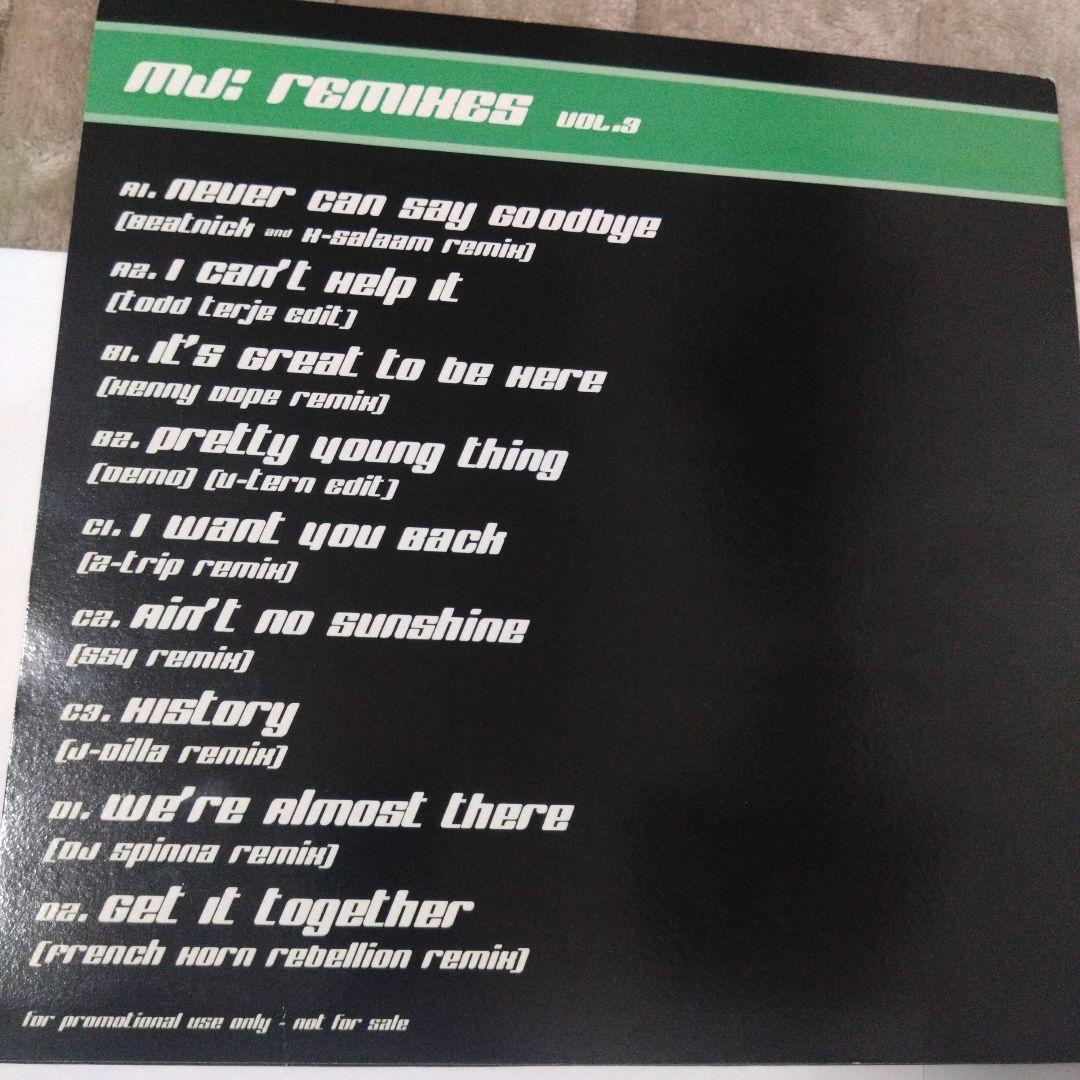 MJ: Remixes vol.3
A1. Never Can Say Goodbye
(Beatnick and K-Salaam remix)
A2. I Can't Help It
(Todd Terje Edit)
B1. It's Great To Be Here
(Kenny Dope remix)
B2. Pretty Young Thing
(Demo) (U-Tern Edit)
C1. I Want You Back
(Z-Trip remix)
C2. Ain't No Sunshine
(SSY remix)
C3. History
(J-Dilla remix)
D1. We're Almost There
(DJ Spinna remix)
D2. Get It Together
(French Horn Rebellion remix)
for promotional use only - not for sale